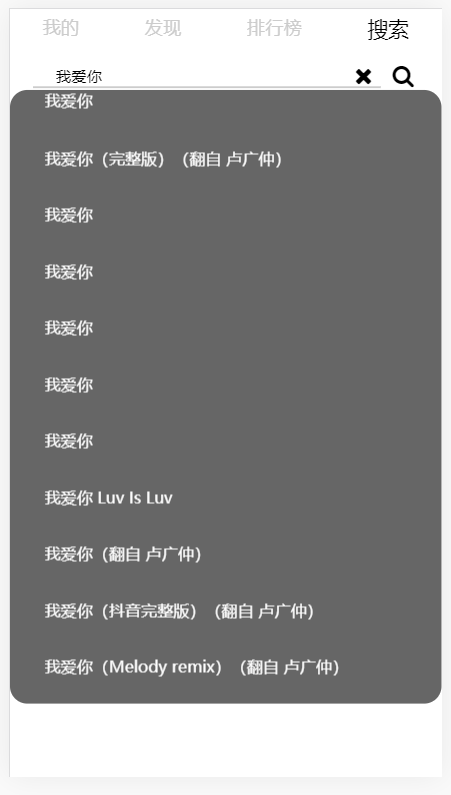 我的 发现 排行榜 搜索
我爱你
我爱你
我爱你（完整版）（翻自 卢广仲）
我爱你
我爱你
我爱你
我爱你
我爱你
我爱你 Luv Is Luv
我爱你（翻自 卢广仲）
我爱你（抖音完整版）（翻自 卢广仲）
我爱你（Melody remix）（翻自 卢广仲）